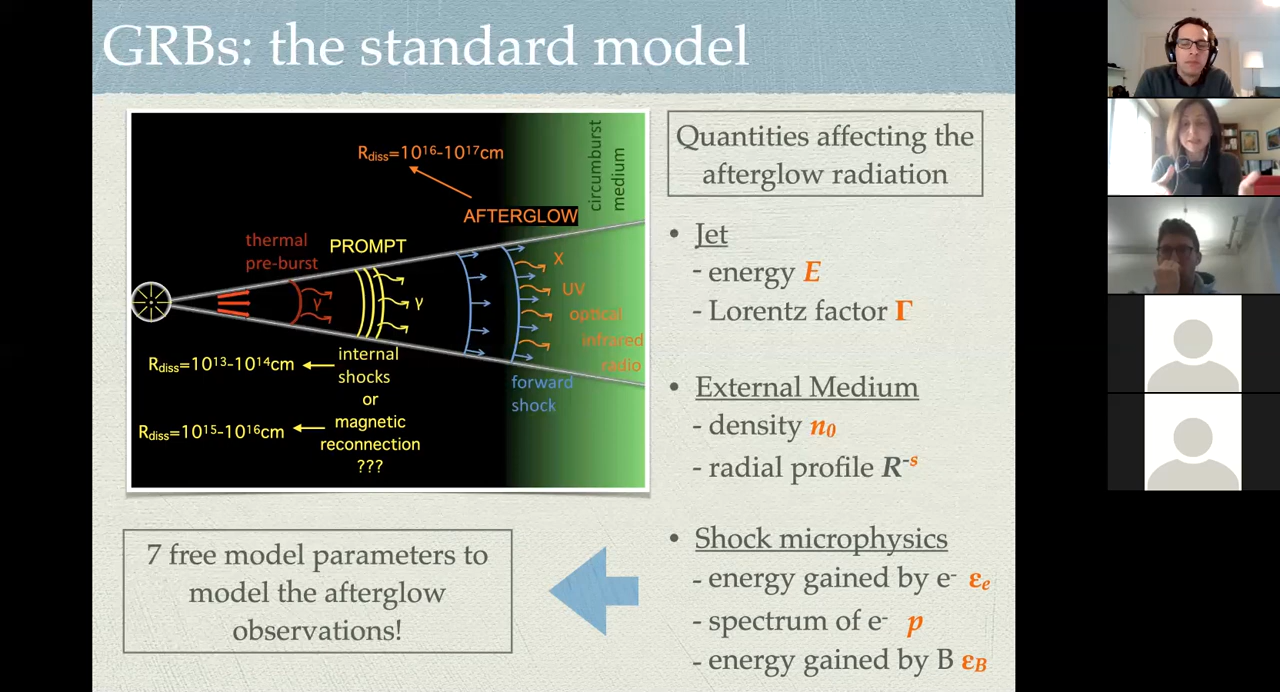 GRBs: the standard model
Rdiss=10¹⁶-10¹⁷cm
circumburst
medium
AFTERGLOW
thermal
pre-burst
PROMPT
γ
γ
X
UV
optical
infrared
radio
Rdiss=10¹³-10¹⁴cm
internal
shocks
or
magnetic
reconnection
???
Rdiss=10¹⁵-10¹⁶cm
forward
shock
7 free model parameters to
model the afterglow
observations!
Quantities affecting the
afterglow radiation
• Jet
- energy E
- Lorentz factor Γ
• External Medium
- density n₀
- radial profile R⁻ˢ
• Shock microphysics
- energy gained by e⁻ εₑ
- spectrum of e⁻ p
- energy gained by B εB